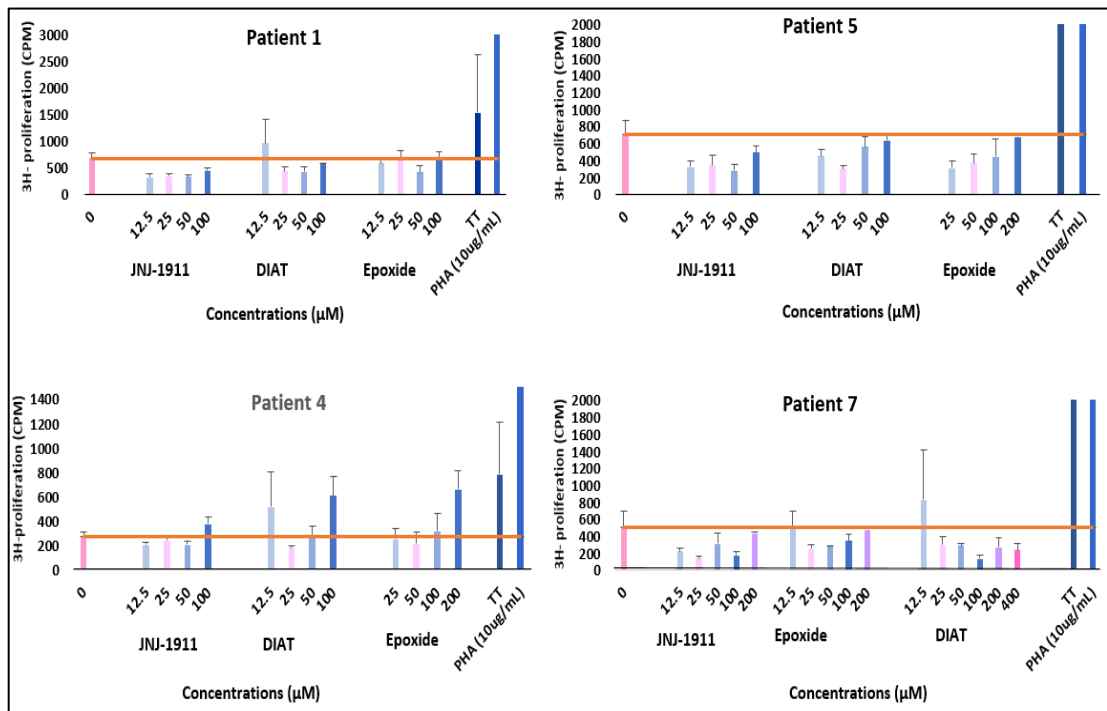 Patient 1
3H- proliferation (CPM)
3000
2500
2000
1500
1000
500
0
0 12.5 25 50 100 12.5 25 50 100 12.5 25 50 100 TT PHA (10ug/mL)
JNJ-1911 DIAT Epoxide
Concentrations (µM)
Patient 5
3H- proliferation (CPM)
2000
1800
1600
1400
1200
1000
800
600
400
200
0
0 12.5 25 50 100 12.5 25 50 100 25 50 100 200 TT PHA (10ug/mL)
JNJ-1911 DIAT Epoxide
Concentrations (µM)
Patient 4
3H-proliferation (CPM)
1400
1200
1000
800
600
400
200
0
0 12.5 25 50 100 12.5 25 50 100 25 50 100 200 TT PHA (10ug/mL)
JNJ-1911 DIAT Epoxide
Concentrations (µM)
Patient 7
3H- proliferation (CPM)
2000
1800
1600
1400
1200
1000
800
600
400
200
0
0 12.5 25 50 100 200 12.5 25 50 100 200 12.5 25 50 100 200 400 TT PHA (10ug/mL)
JNJ-1911 Epoxide DIAT
Concentrations (µM)